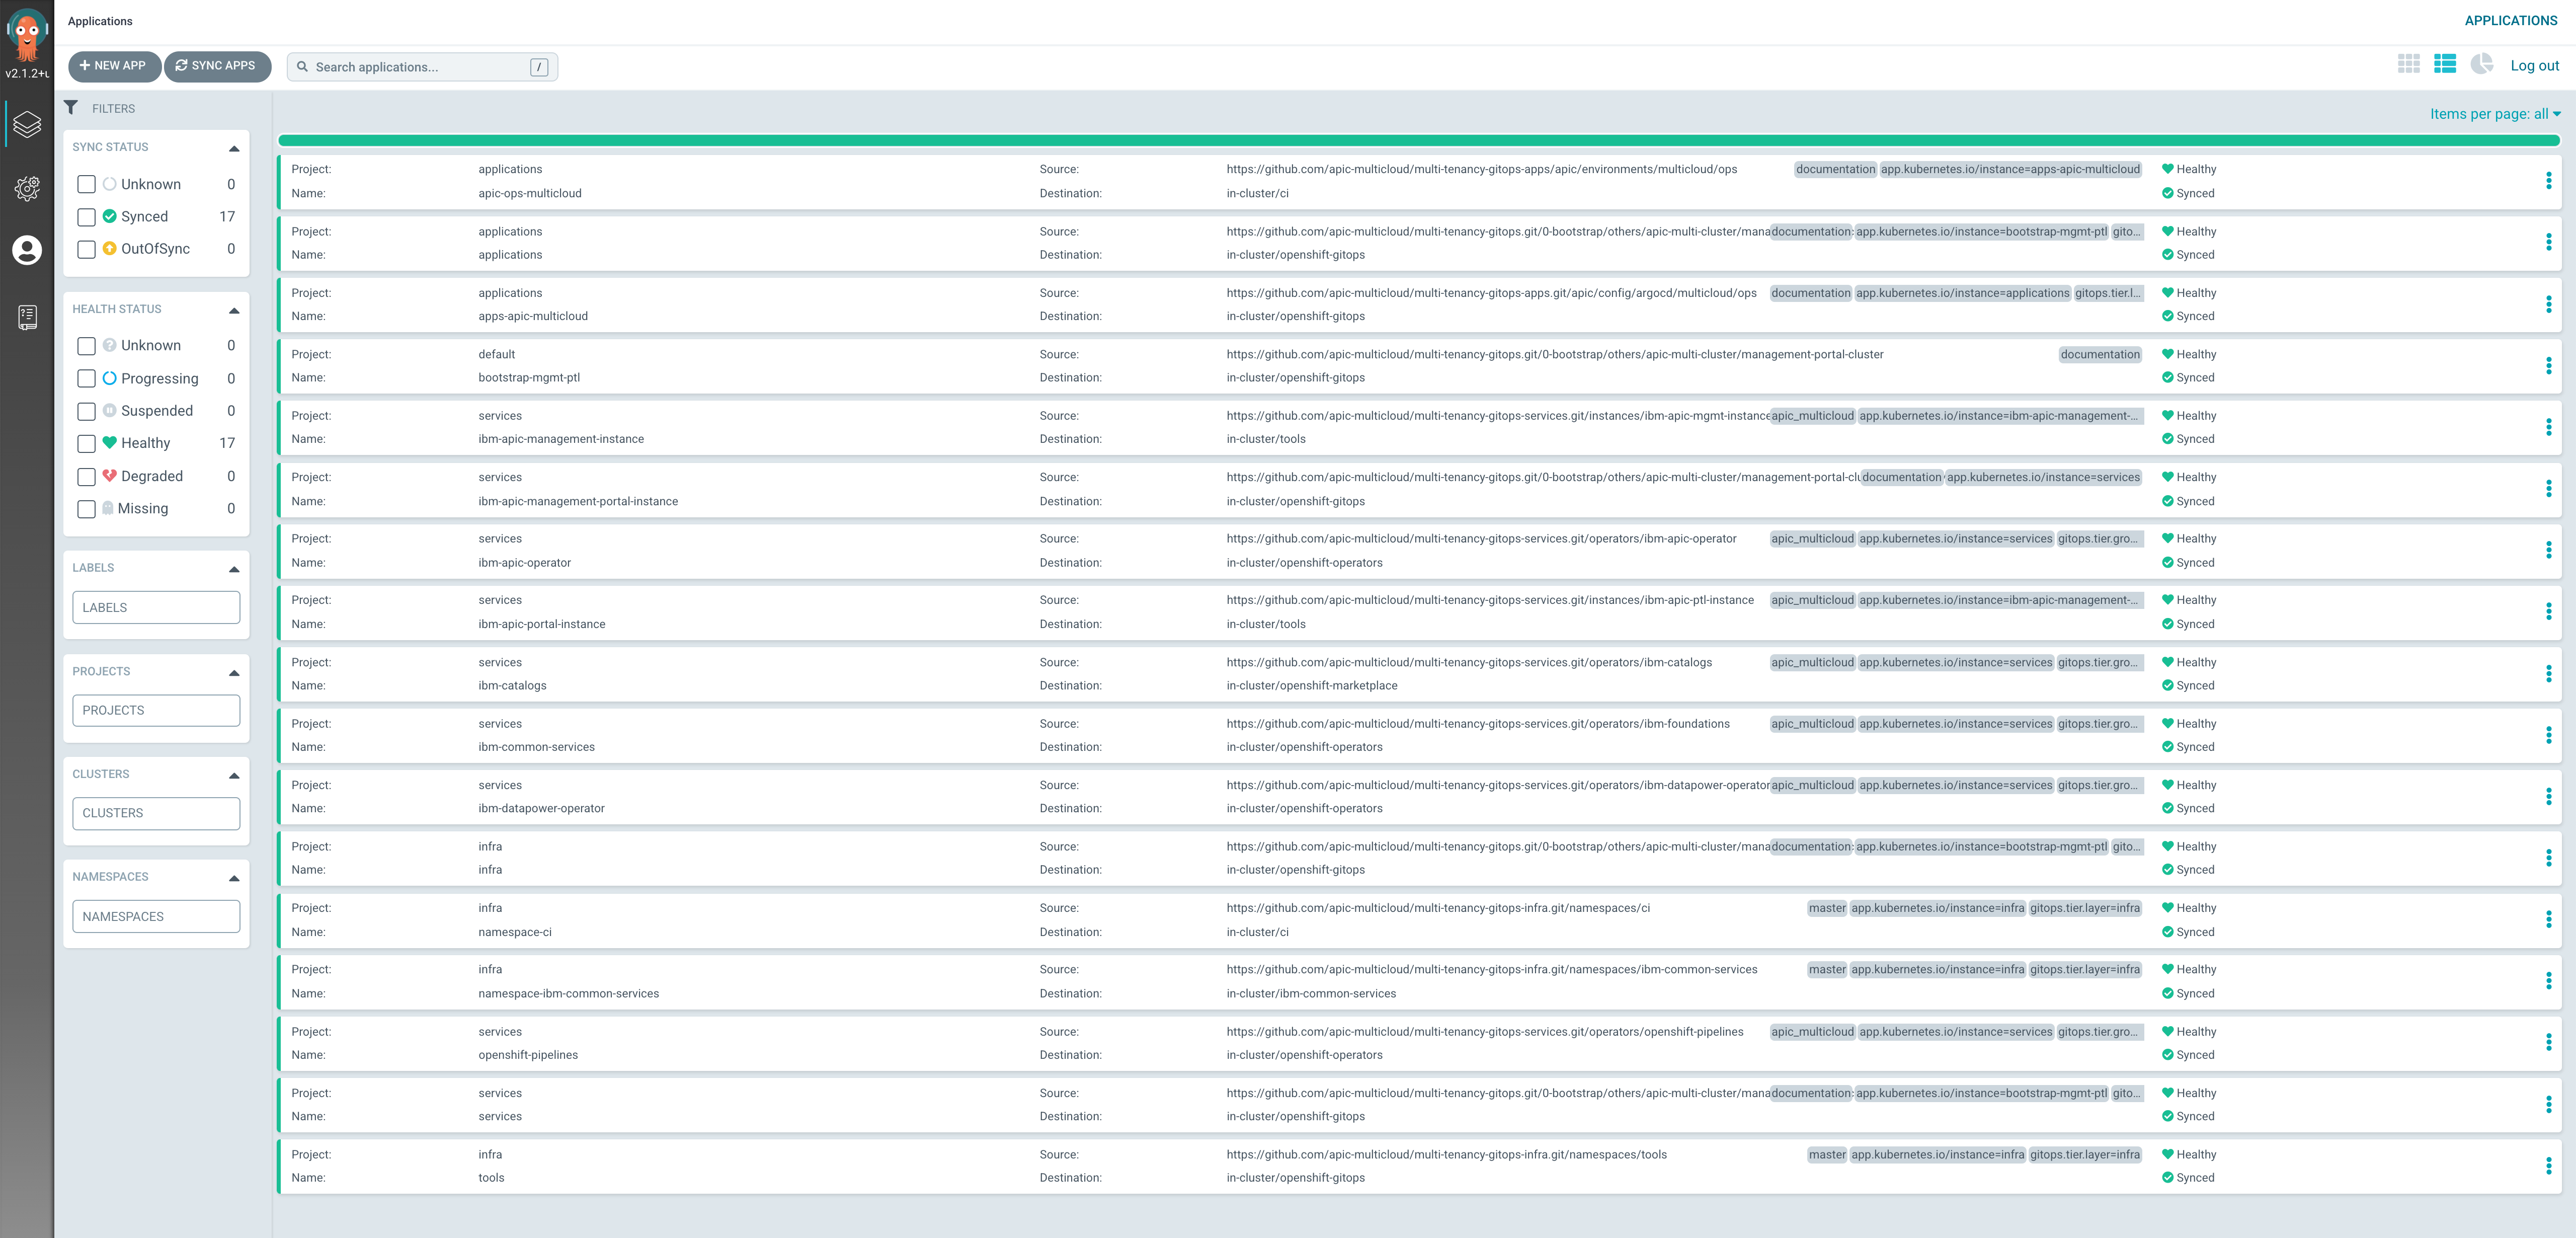 Applications
APPLICATIONS
v2.1.2+u
NEW APP
SYNC APPS
Search applications...
/
Log out
FILTERS
Items per page: all
SYNC STATUS
Unknown 0
Synced 17
OutOfSync 0
HEALTH STATUS
Unknown 0
Progressing 0
Suspended 0
Healthy 17
Degraded 0
Missing 0
LABELS
LABELS
PROJECTS
PROJECTS
CLUSTERS
CLUSTERS
NAMESPACES
NAMESPACES
Project: applications Source: https://github.com/apic-multicloud/multi-tenancy-gitops-apps/apic/environments/multicloud/ops documentation app.kubernetes.io/instance=apps-apic-multicloud Healthy
Name: apic-ops-multicloud Destination: in-cluster/ci Synced
Project: applications Source: https://github.com/apic-multicloud/multi-tenancy-gitops.git/0-bootstrap/others/apic-multi-cluster/mana documentation app.kubernetes.io/instance=bootstrap-mgmt-ptl gito... Healthy
Name: applications Destination: in-cluster/openshift-gitops Synced
Project: applications Source: https://github.com/apic-multicloud/multi-tenancy-gitops-apps.git/apic/config/argocd/multicloud/ops documentation app.kubernetes.io/instance=applications gitops.tier.l... Healthy
Name: apps-apic-multicloud Destination: in-cluster/openshift-gitops Synced
Project: default Source: https://github.com/apic-multicloud/multi-tenancy-gitops.git/0-bootstrap/others/apic-multi-cluster/management-portal-cluster documentation Healthy
Name: bootstrap-mgmt-ptl Destination: in-cluster/openshift-gitops Synced
Project: services Source: https://github.com/apic-multicloud/multi-tenancy-gitops-services.git/instances/ibm-apic-mgmt-instance apic_multicloud app.kubernetes.io/instance=ibm-apic-management-... Healthy
Name: ibm-apic-management-instance Destination: in-cluster/tools Synced
Project: services Source: https://github.com/apic-multicloud/multi-tenancy-gitops.git/0-bootstrap/others/apic-multi-cluster/management-portal-clu documentation app.kubernetes.io/instance=services Healthy
Name: ibm-apic-management-portal-instance Destination: in-cluster/openshift-gitops Synced
Project: services Source: https://github.com/apic-multicloud/multi-tenancy-gitops-services.git/operators/ibm-apic-operator apic_multicloud app.kubernetes.io/instance=services gitops.tier.gro... Healthy
Name: ibm-apic-operator Destination: in-cluster/openshift-operators Synced
Project: services Source: https://github.com/apic-multicloud/multi-tenancy-gitops-services.git/instances/ibm-apic-ptl-instance apic_multicloud app.kubernetes.io/instance=ibm-apic-management-... Healthy
Name: ibm-apic-portal-instance Destination: in-cluster/tools Synced
Project: services Source: https://github.com/apic-multicloud/multi-tenancy-gitops-services.git/operators/ibm-catalogs apic_multicloud app.kubernetes.io/instance=services gitops.tier.gro... Healthy
Name: ibm-catalogs Destination: in-cluster/openshift-marketplace Synced
Project: services Source: https://github.com/apic-multicloud/multi-tenancy-gitops-services.git/operators/ibm-foundations apic_multicloud app.kubernetes.io/instance=services gitops.tier.gro... Healthy
Name: ibm-common-services Destination: in-cluster/openshift-operators Synced
Project: services Source: https://github.com/apic-multicloud/multi-tenancy-gitops-services.git/operators/ibm-datapower-operator apic_multicloud app.kubernetes.io/instance=services gitops.tier.gro... Healthy
Name: ibm-datapower-operator Destination: in-cluster/openshift-operators Synced
Project: infra Source: https://github.com/apic-multicloud/multi-tenancy-gitops.git/0-bootstrap/others/apic-multi-cluster/mana documentation app.kubernetes.io/instance=bootstrap-mgmt-ptl gito... Healthy
Name: infra Destination: in-cluster/openshift-gitops Synced
Project: infra Source: https://github.com/apic-multicloud/multi-tenancy-gitops-infra.git/namespaces/ci master app.kubernetes.io/instance=infra gitops.tier.layer=infra Healthy
Name: namespace-ci Destination: in-cluster/ci Synced
Project: infra Source: https://github.com/apic-multicloud/multi-tenancy-gitops-infra.git/namespaces/ibm-common-services master app.kubernetes.io/instance=infra gitops.tier.layer=infra Healthy
Name: namespace-ibm-common-services Destination: in-cluster/ibm-common-services Synced
Project: services Source: https://github.com/apic-multicloud/multi-tenancy-gitops-services.git/operators/openshift-pipelines apic_multicloud app.kubernetes.io/instance=services gitops.tier.gro... Healthy
Name: openshift-pipelines Destination: in-cluster/openshift-operators Synced
Project: services Source: https://github.com/apic-multicloud/multi-tenancy-gitops.git/0-bootstrap/others/apic-multi-cluster/mana documentation app.kubernetes.io/instance=bootstrap-mgmt-ptl gito... Healthy
Name: services Destination: in-cluster/openshift-gitops Synced
Project: infra Source: https://github.com/apic-multicloud/multi-tenancy-gitops-infra.git/namespaces/tools master app.kubernetes.io/instance=infra gitops.tier.layer=infra Healthy
Name: tools Destination: in-cluster/openshift-gitops Synced